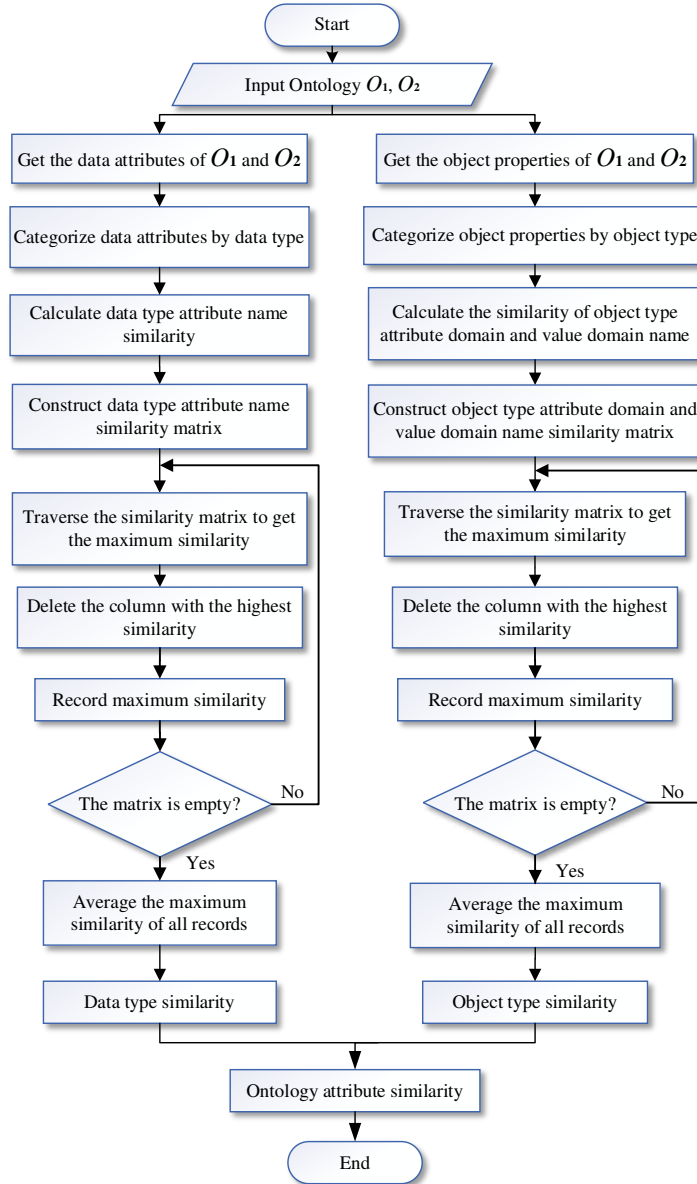 Start
Input Ontology O1, O2
Get the data attributes of O1 and O2
Categorize data attributes by data type
Calculate data type attribute name
similarity
Construct data type attribute name
similarity matrix
Traverse the similarity matrix to get
the maximum similarity
Delete the column with the highest
similarity
Record maximum similarity
The matrix is empty?
No
Yes
Average the maximum
similarity of all records
Data type similarity
Get the object properties of O1 and O2
Categorize object properties by object type
Calculate the similarity of object type
attribute domain and value domain name
Construct object type attribute domain and
value domain name similarity matrix
Traverse the similarity matrix to get
the maximum similarity
Delete the column with the highest
similarity
Record maximum similarity
The matrix is empty?
No
Yes
Average the maximum
similarity of all records
Object type similarity
Ontology attribute similarity
End